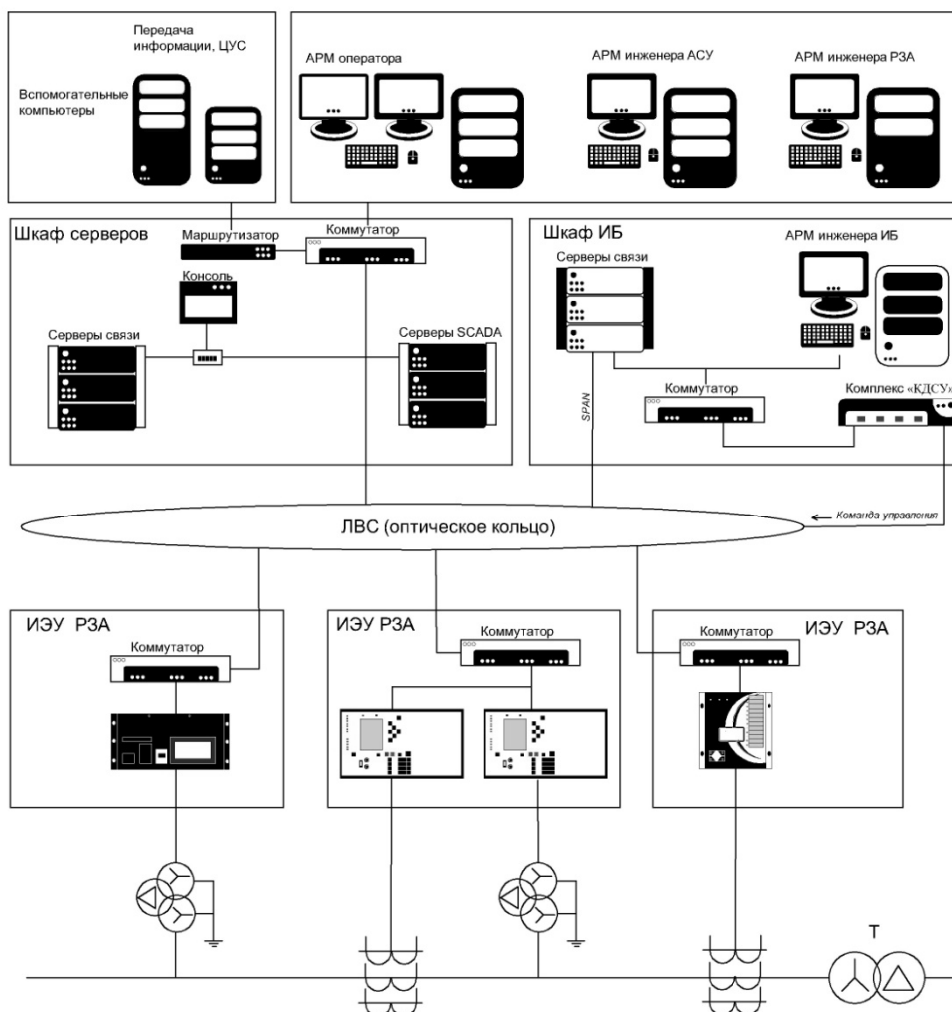 Передача
информации, ЦУС
Вспомогательные
компьютеры
АРМ оператора
АРМ инженера АСУ
АРМ инженера РЗА
Шкаф серверов
Маршрутизатор
Коммутатор
Консоль
Серверы связи
Серверы SCADA
Шкаф ИБ
Серверы связи
АРМ инженера ИБ
SPAN
Коммутатор
Комплекс «КДСУ»
Команда управления
ЛВС (оптическое кольцо)
ИЭУ РЗА
Коммутатор
ИЭУ РЗА
Коммутатор
Коммутатор
ИЭУ РЗА
Т